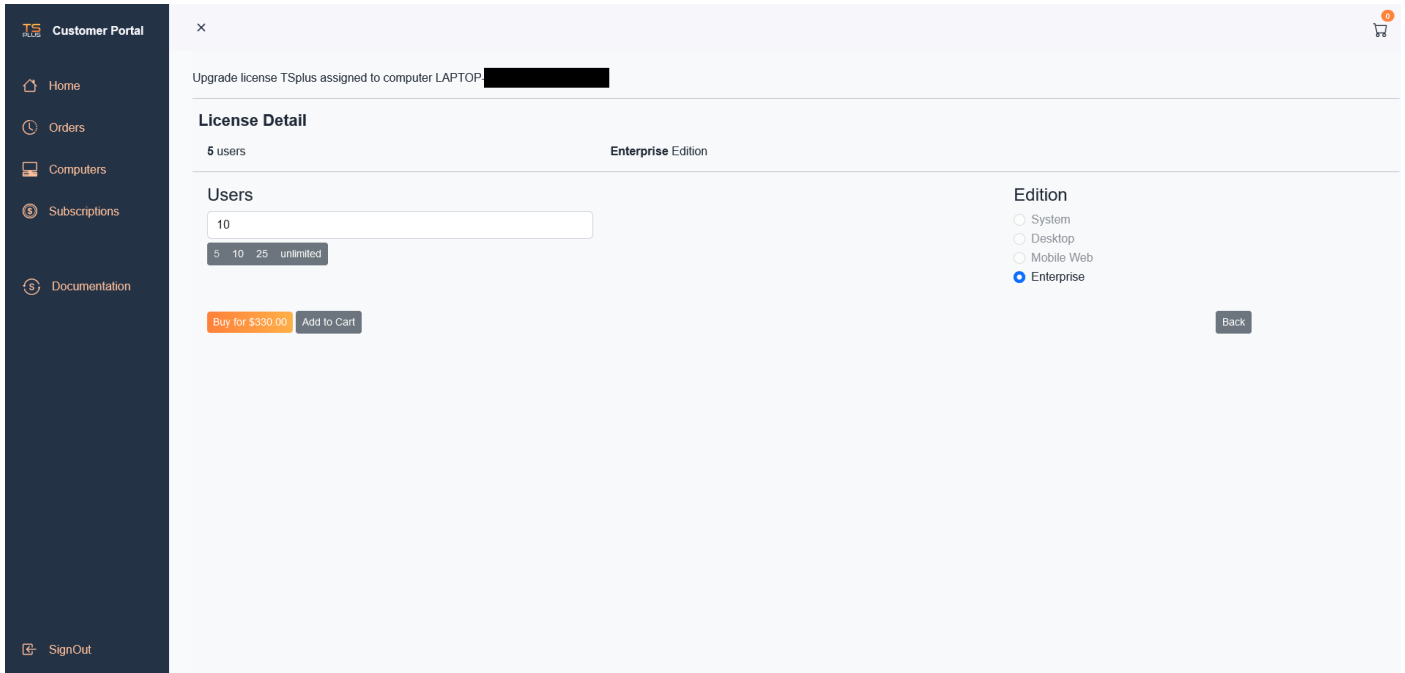 TS PLUS Customer Portal
0
Home
Orders
Computers
Subscriptions
Documentation
SignOut
Upgrade license TSplus assigned to computer LAPTOP-
License Detail
5 users
Enterprise Edition
Users
10
5 10 25 unlimited
Edition
System
Desktop
Mobile Web
Enterprise
Buy for $330.00 Add to Cart
Back